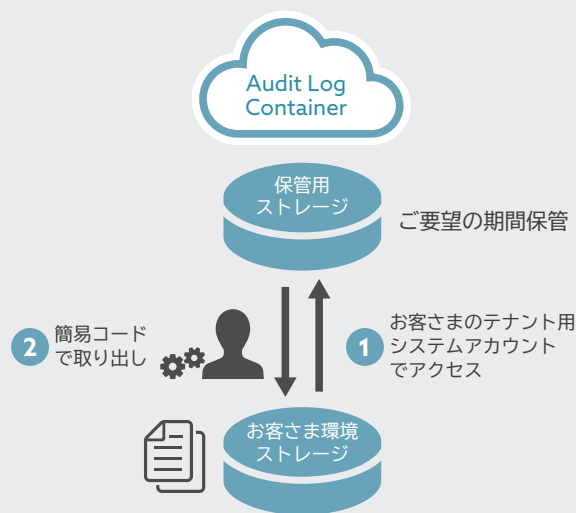 Audit Log
Container
保管用
ストレージ
ご要望の期間保管
2
簡易コード
で取り出し
1
お客さまのテナント用
システムアカウント
でアクセス
お客さま環境
ストレージ